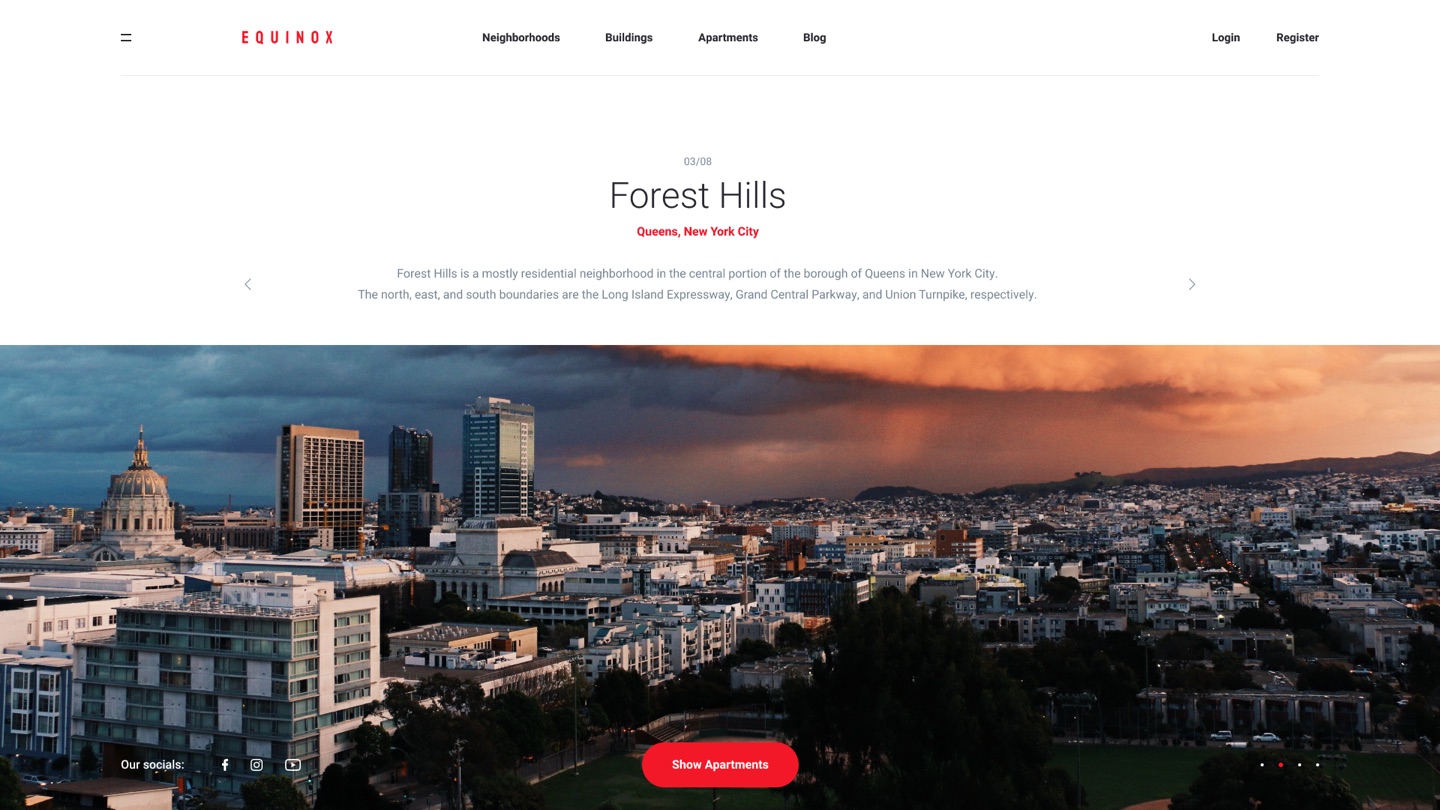 EQUINOX
Neighborhoods
Buildings
Apartments
Blog
Login
Register
03/08
Forest Hills
Queens, New York City
Forest Hills is a mostly residential neighborhood in the central portion of the borough of Queens in New York City.
The north, east, and south boundaries are the Long Island Expressway, Grand Central Parkway, and Union Turnpike, respectively.
Our socials:
Show Apartments